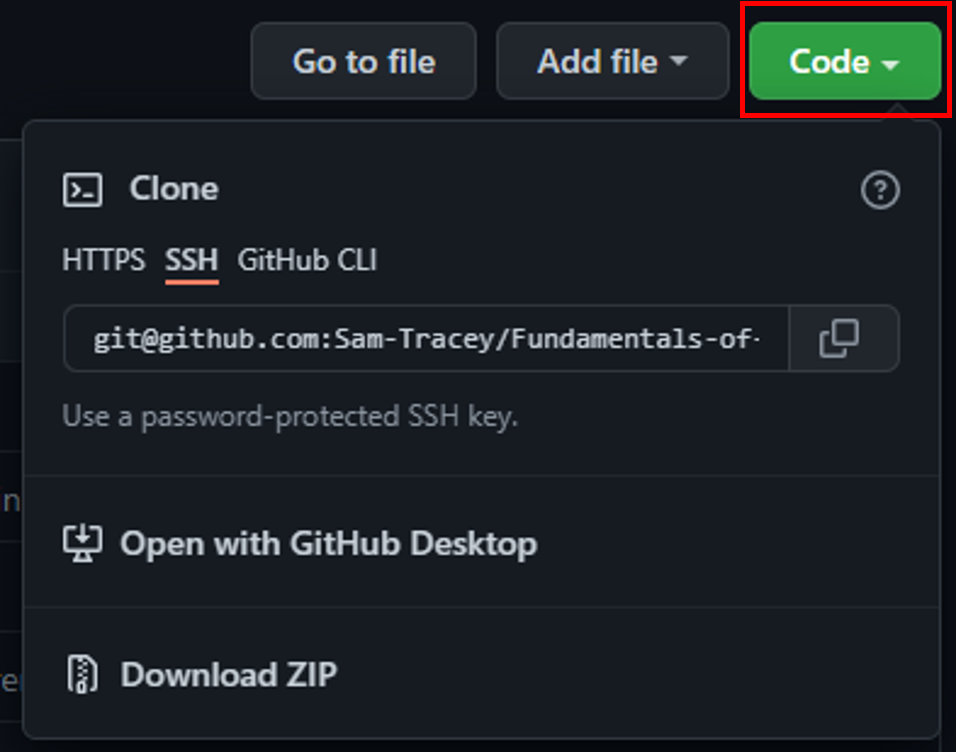 Go to file Add file Code
Clone
HTTPS SSH GitHub CLI
git@github.com:Sam-Tracey/Fundamentals-of-
Use a password-protected SSH key.
Open with GitHub Desktop
Download ZIP